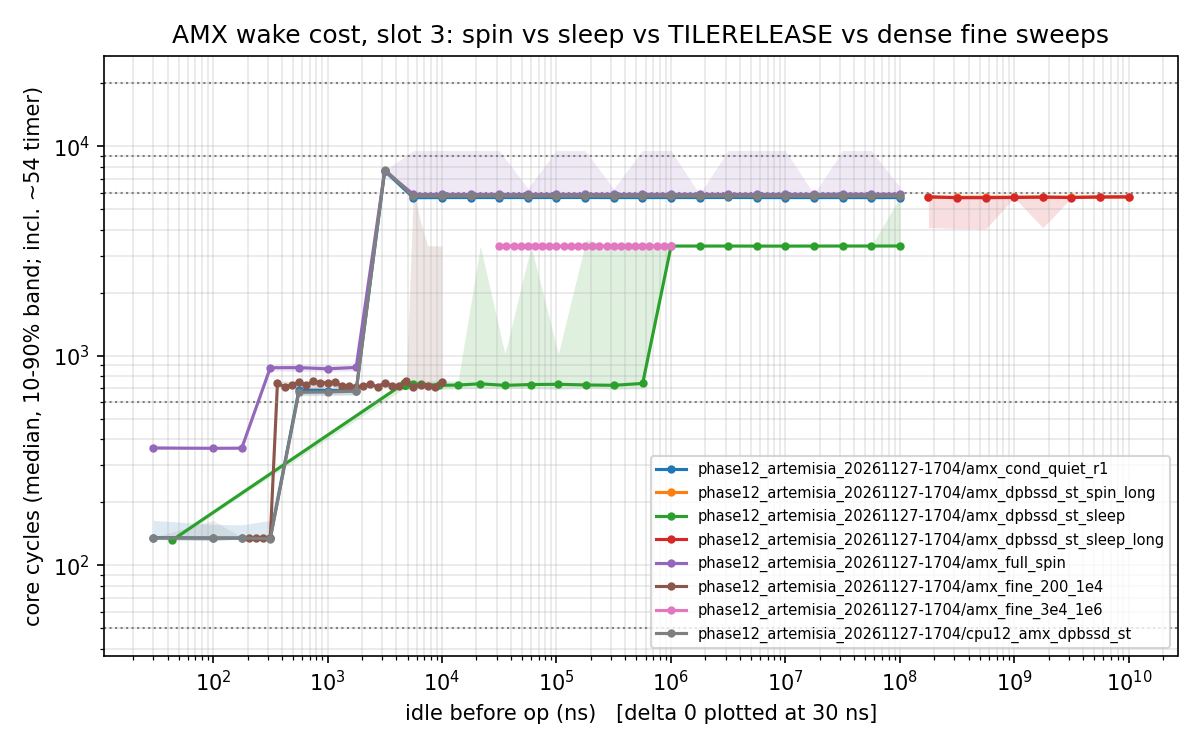 AMX wake cost, slot 3: spin vs sleep vs TILERELEASE vs dense fine sweeps
core cycles (median, 10-90% band; incl. ~54 timer)
10⁴
10³
10²
phase12_artemisia_20261127-1704/amx_cond_quiet_r1
phase12_artemisia_20261127-1704/amx_dpbssd_st_spin_long
phase12_artemisia_20261127-1704/amx_dpbssd_st_sleep
phase12_artemisia_20261127-1704/amx_dpbssd_st_sleep_long
phase12_artemisia_20261127-1704/amx_full_spin
phase12_artemisia_20261127-1704/amx_fine_200_1e4
phase12_artemisia_20261127-1704/amx_fine_3e4_1e6
phase12_artemisia_20261127-1704/cpu12_amx_dpbssd_st
10² 10³ 10⁴ 10⁵ 10⁶ 10⁷ 10⁸ 10⁹ 10¹⁰
idle before op (ns) [delta 0 plotted at 30 ns]